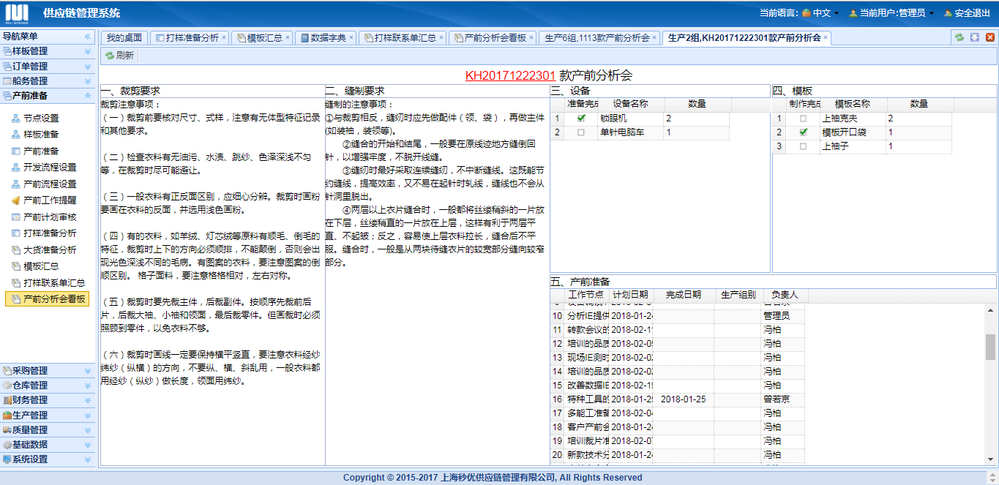 供应链管理系统
当前语言: 中文 当前用户:管理员 安全退出
导航菜单
样板管理
订单管理
船务管理
产前准备
节点设置
样板准备
产前准备
开发流程设置
产前流程设置
产前工作提醒
产前计划审核
打样准备分析
大货准备分析
模板汇总
打样联系单汇总
产前分析会看板
采购管理
仓库管理
财务管理
生产管理
质量管理
基础数据
系统设置
我的桌面 打样准备分析 模板汇总 数据字典 打样联系单汇总 产前分析会看板 生产6组,1113款产前分析会 生产2组,KH20171222301款产前分析会
刷新
KH20171222301 款产前分析会
一、裁剪要求
裁剪注意事项：
（一）裁剪前要核对尺寸、式样，注意有无体型特征记录
和其他要求。
（二）检查衣料有无油污、水渍、跳纱、色泽深浅不匀
等，在裁剪时尽可能避让。
（三）一般衣料有正反面区别，应细心分辨。裁剪时画粉
要画在衣料的反面，并选用浅色画粉。
（四）有的衣料，如羊绒、灯芯绒等原料有顺毛、倒毛的
特征，裁剪时上下的方向必须顺排，不能颠倒，否则会出
现光色深浅不同的毛病。有图案的衣料，要注意图案的倒
顺区别。 格子面料，要注意格格相对，左右对称。
（五）裁剪时要先裁主件，后裁副件。按顺序先裁前后
片，后裁大袖、小袖和领面，最后裁零件。但画裁时必须
照顾到零件，以免衣料不够。
（六）裁剪时画线一定要保持横平竖直，要注意衣料经纱
纬纱（纵横）的方向，不要纵、横、斜乱用，一般衣料都
用经纱（纵纱）做长度，领面用纬纱。
二、缝制要求
缝制的注意事项：
①与裁剪相反，缝纫时应先做配件（领、袋），再做主件
(如装袖，装领等)。
②缝合的开始和结尾，一般要在原线迹地方缝倒回
针，以增强牢度，不脱开线缝。
③缝纫时最好采取连续缝纫，不中断缝线。这既能节
约缝线，提高效率，又不易在起针时轧线，缝线也不会从
针洞里脱出。
④两层以上衣片缝合时，一般都将丝缕稍斜的一片放
在下层，丝缕稍直的一片放在上层，这样有利于两层平
直、不起皱；反之，容易使上层衣料拉长，缝合后不平
服。缝合时，一般是从两块待缝衣片的较宽部分缝向较窄
部分。
三、设备
准备完成 设备名称 数量
1 锁眼机 2
2 单针电脑车 1
四、模板
制作完成 模板名称 数量
1 上袖克夫 2
2 模板开口袋 1
3 上袖子 1
五、产前准备
工作节点 计划日期 完成日期 生产组别 负责人
10 分析IE提供 2018-01-24 管理员
11 转款会议的 2018-02-1 冯柏
12 培训的品质 2018-02-05 冯柏
13 现场IE测时 2018-02-02 冯柏
14 培训的品质 2018-02-02 冯柏
15 改善数据IE 2018-02-1 冯柏
16 特种工具的 2018-01-25 2018-01-25 曾若京
17 多能工准备 2018-02-04 冯柏
18 客户产前会 2018-01-24 冯柏
19 培训裁片准 2018-02-07 冯柏
20 新款技术分 2018-01-24 冯柏
Copyright © 2015-2017 上海秒优供应链管理有限公司, All Rights Reserved